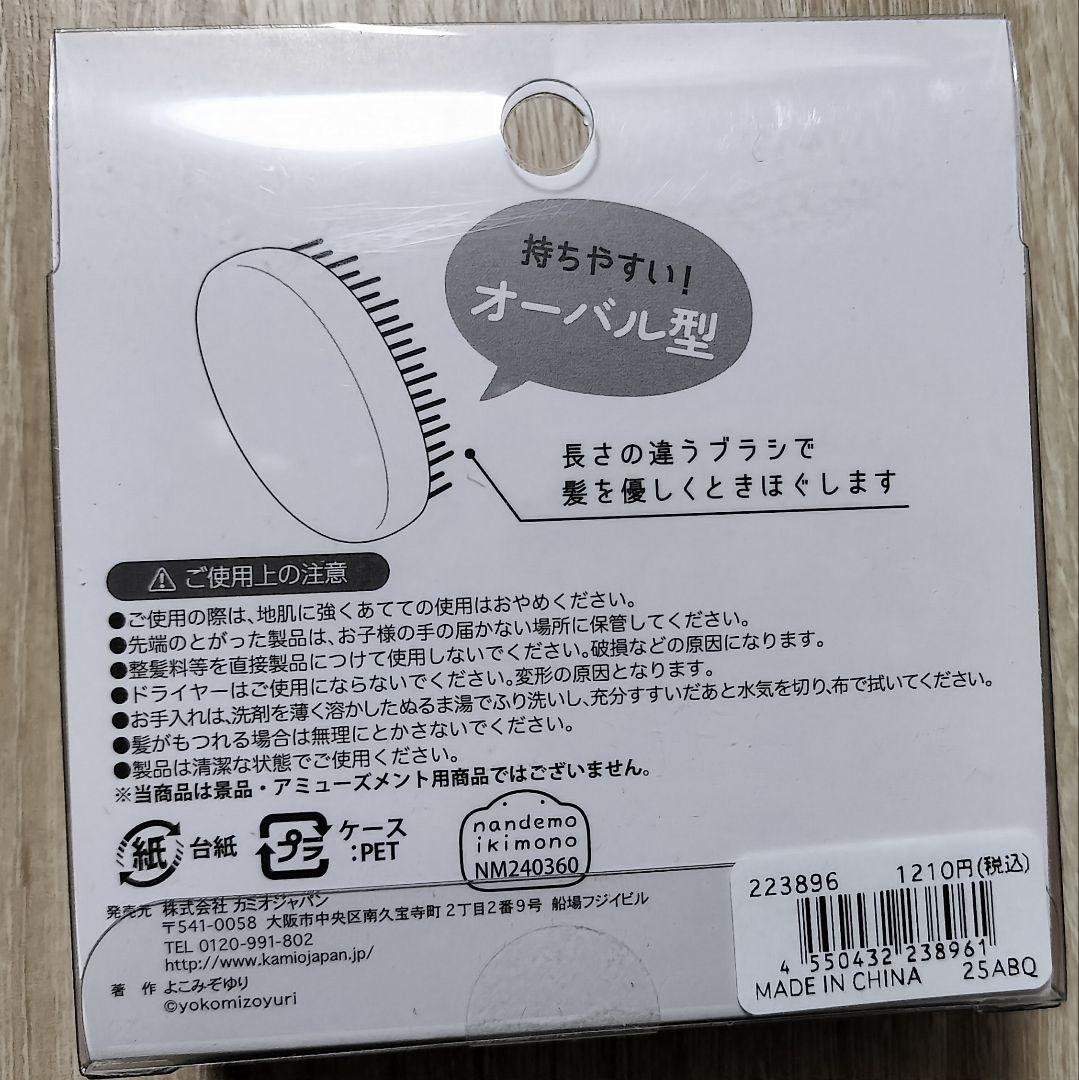 持ちやすい!
オーバル型
長さの違うブラシで
髪を優しくときほぐします
⚠ ご使用上の注意
●ご使用の際は、地肌に強くあてての使用はおやめください。
●先端のとがった製品は、お子様の手の届かない場所に保管してください。
●整髪料等を直接製品につけて使用しないでください。破損などの原因になります。
●ドライヤーはご使用にならないでください。変形の原因となります。
●お手入れは、洗剤を薄く溶かしたぬるま湯でふり洗いし、充分すすいだあと水気を切り、布で拭いてください。
●髪がもつれる場合は無理にとかさないでください。
●製品は清潔な状態でご使用ください。
※当商品は景品・アミューズメント用商品ではございません。
紙 台紙
プラ ケース
:PET
nandemo
ikimono
NM240360
発売元 株式会社 カミオジャパン
〒541-0058 大阪市中央区南久宝寺町2丁目2番9号 船場フジイビル
TEL 0120-991-802
http://www.kamiojapan.jp/
著作 よこみぞゆり
©yokomizoyuri
223896 1210円(税込)
4 550432 238961
MADE IN CHINA 25ABQ